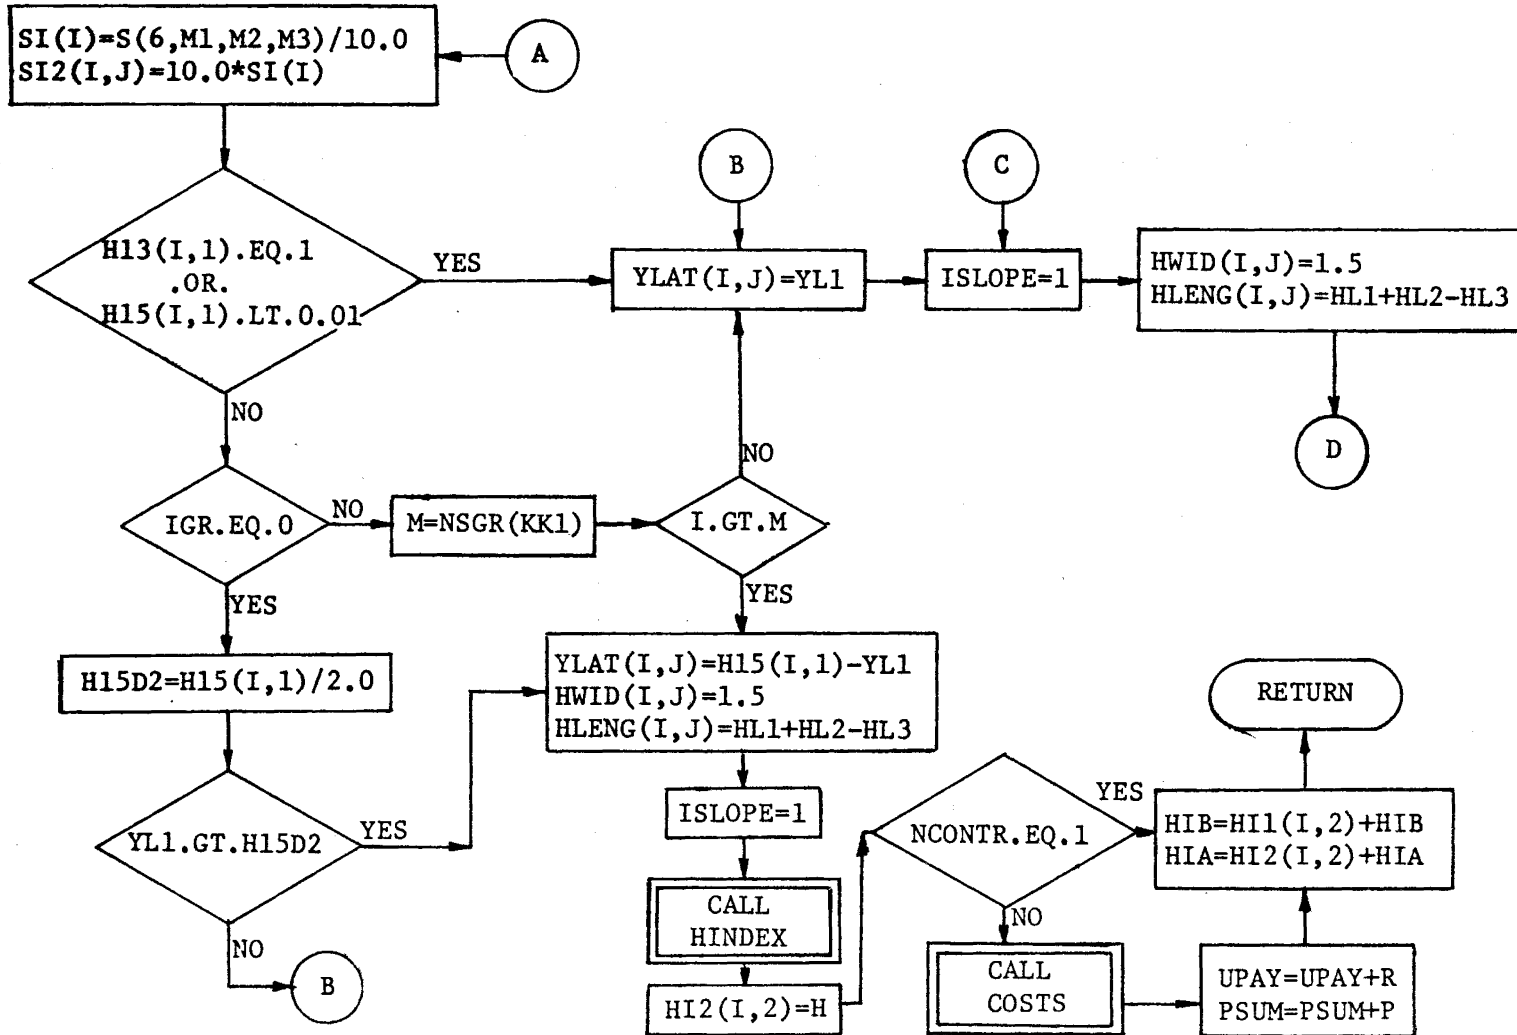 SI(I)=S(6,M1,M2,M3)/10.0
SI2(I,J)=10.0*SI(I)
A
H13(I,1).EQ.1
.OR.
H15(I,1).LT.0.01
YES
NO
B
C
YLAT(I,J)=YL1
ISLOPE=1
HWID(I,J)=1.5
HLENG(I,J)=HL1+HL2-HL3
D
IGR.EQ.0
NO
YES
M=NSGR(KK1)
I.GT.M
NO
YES
H15D2=H15(I,1)/2.0
YL1.GT.H15D2
YES
NO
B
YLAT(I,J)=H15(I,1)-YL1
HWID(I,J)=1.5
HLENG(I,J)=HL1+HL2-HL3
ISLOPE=1
CALL
HINDEX
HI2(I,2)=H
NCONTR.EQ.1
YES
NO
CALL
COSTS
UPAY=UPAY+R
PSUM=PSUM+P
HIB=HI1(I,2)+HIB
HIA=HI2(I,2)+HIA
RETURN